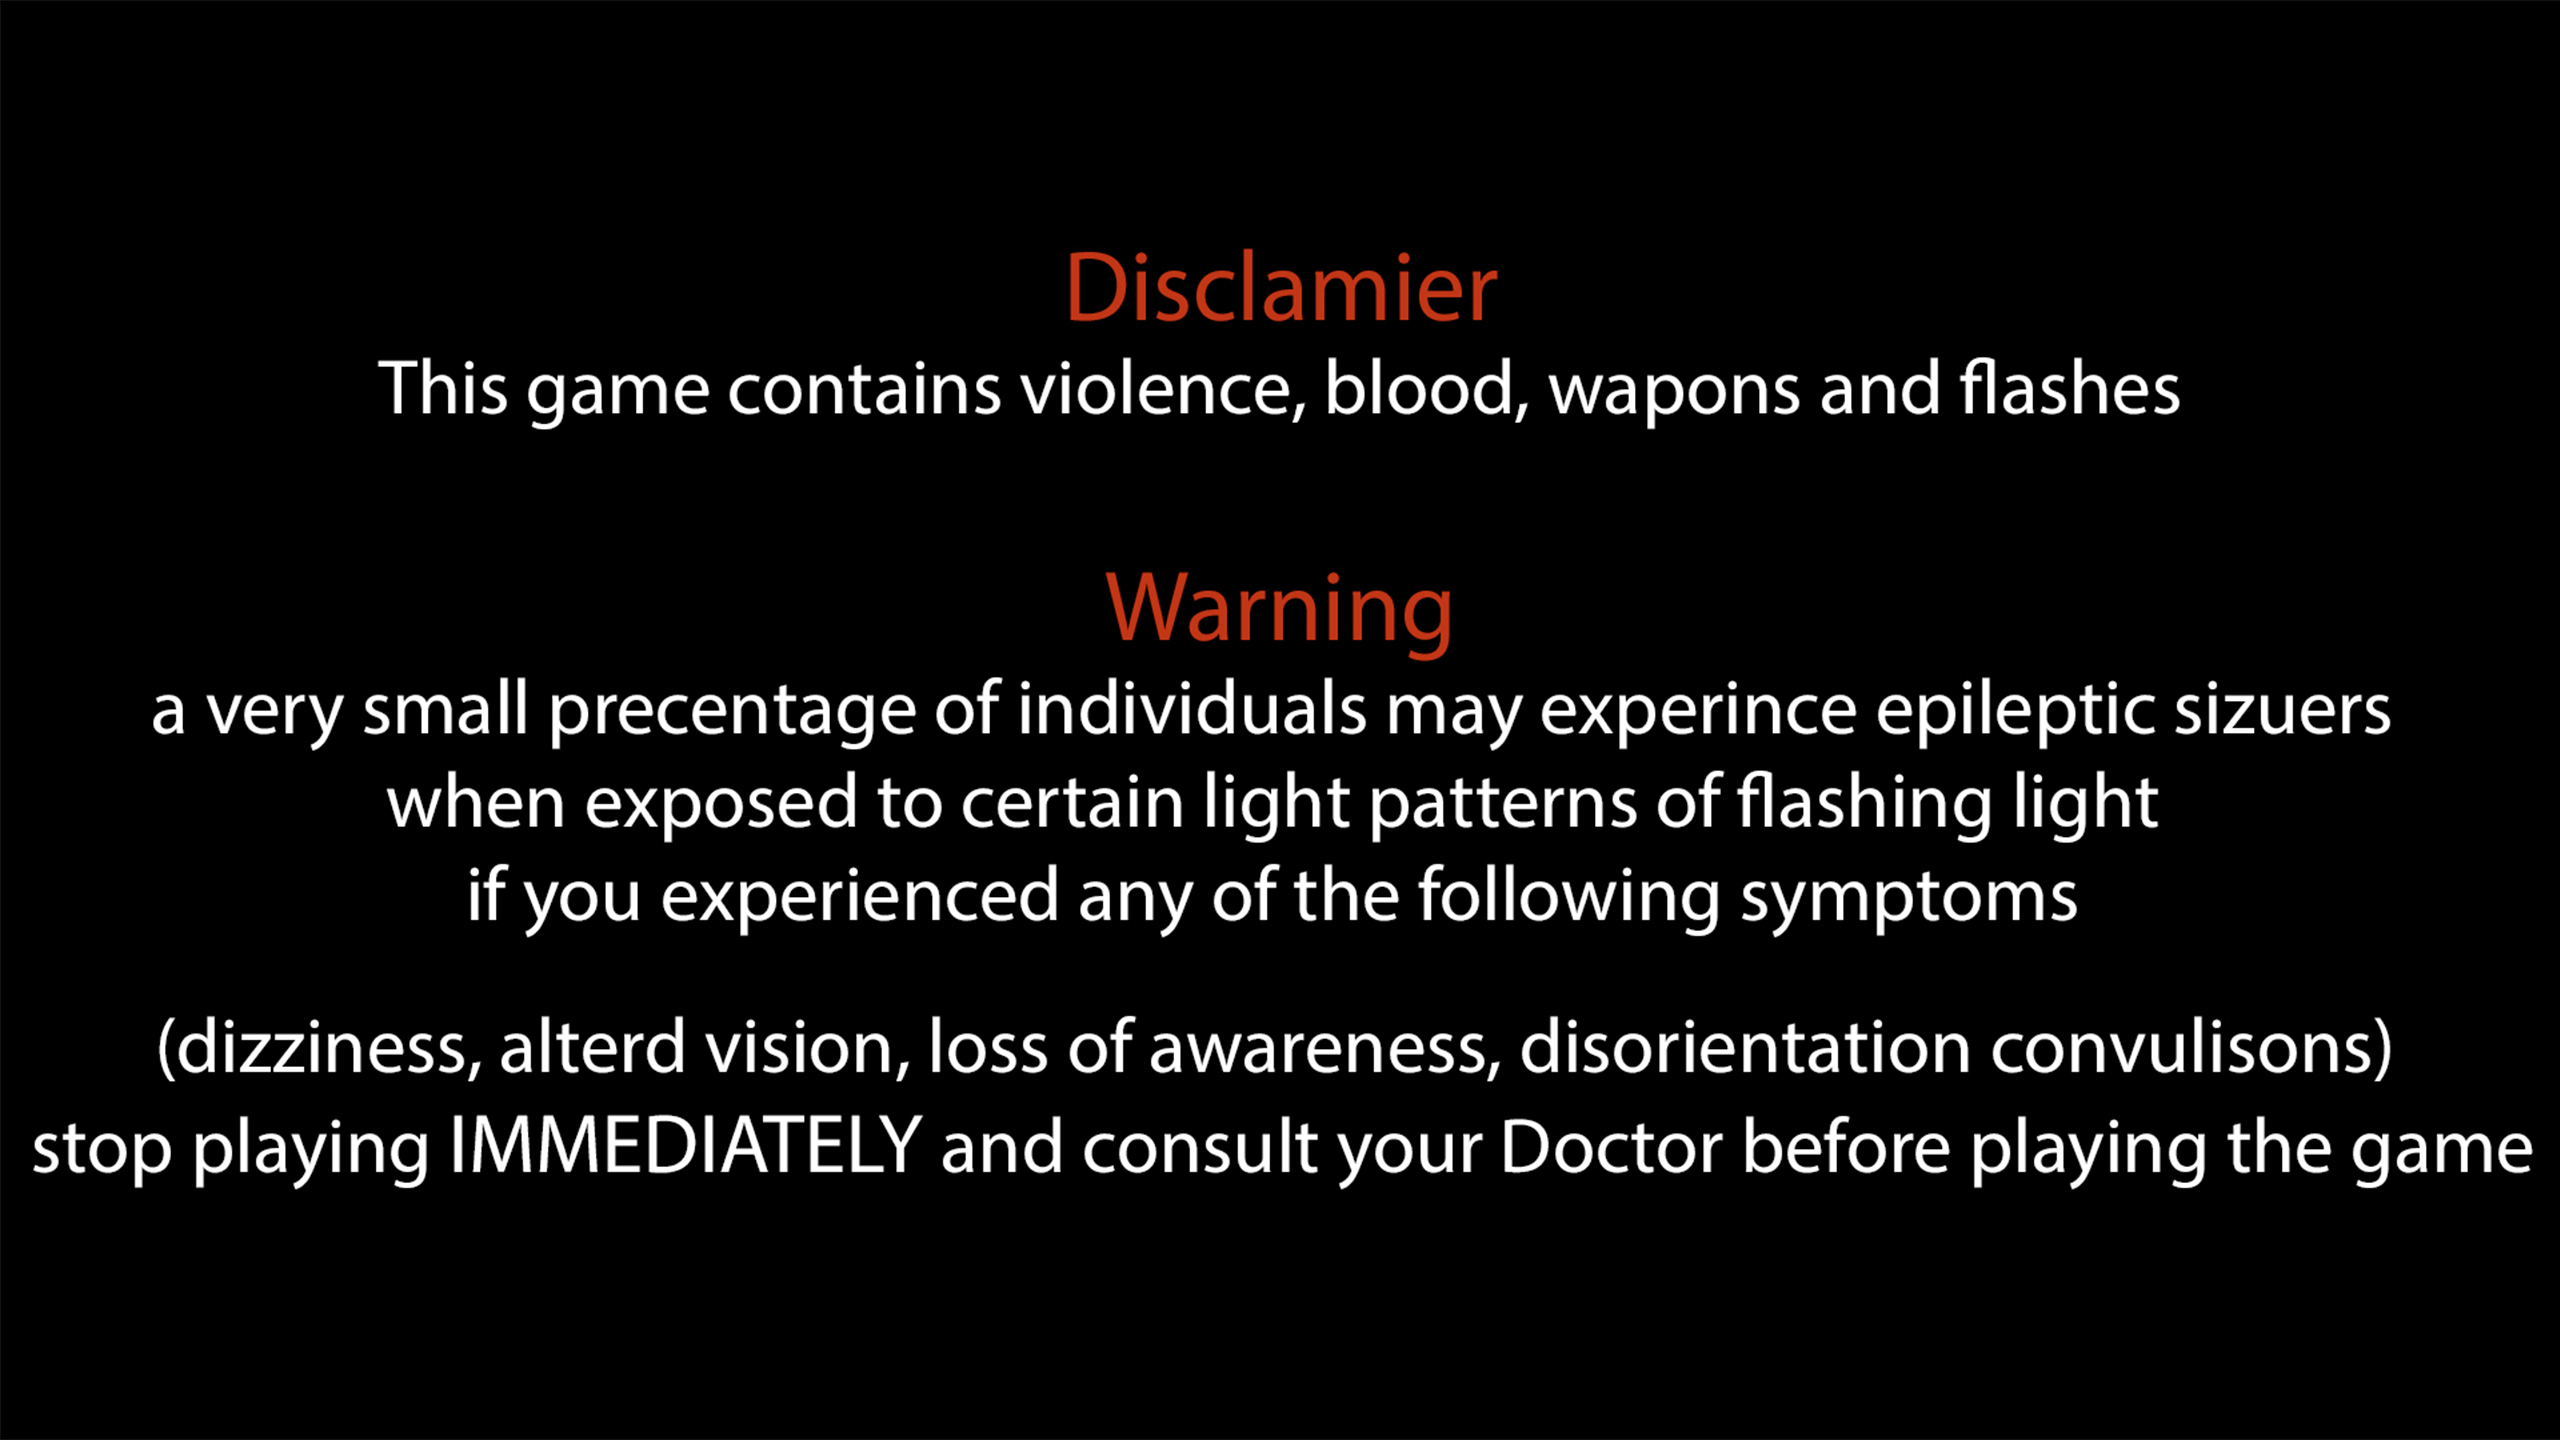 Disclamier
This game contains violence, blood, wapons and flashes
Warning
a very small precentage of individuals may experince epileptic sizuers
when exposed to certain light patterns of flashing light
if you experienced any of the following symptoms
(dizziness, alterd vision, loss of awareness, disorientation convulisons)
stop playing IMMEDIATELY and consult your Doctor before playing the game